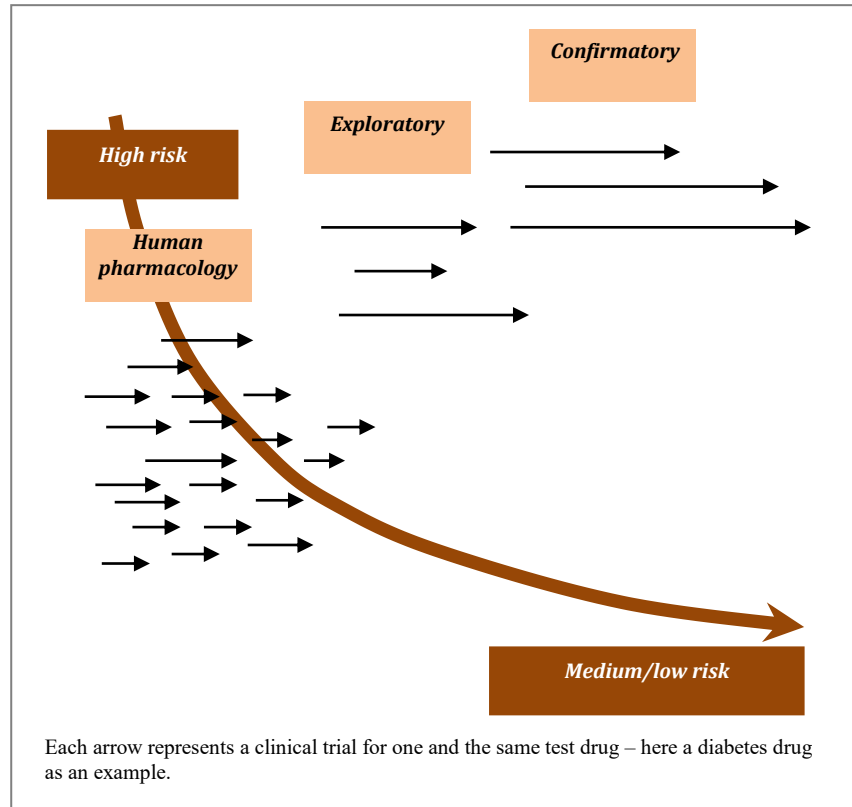 Confirmatory
Exploratory
High risk
Human
pharmacology
Medium/low risk
Each arrow represents a clinical trial for one and the same test drug – here a diabetes drug
as an example.